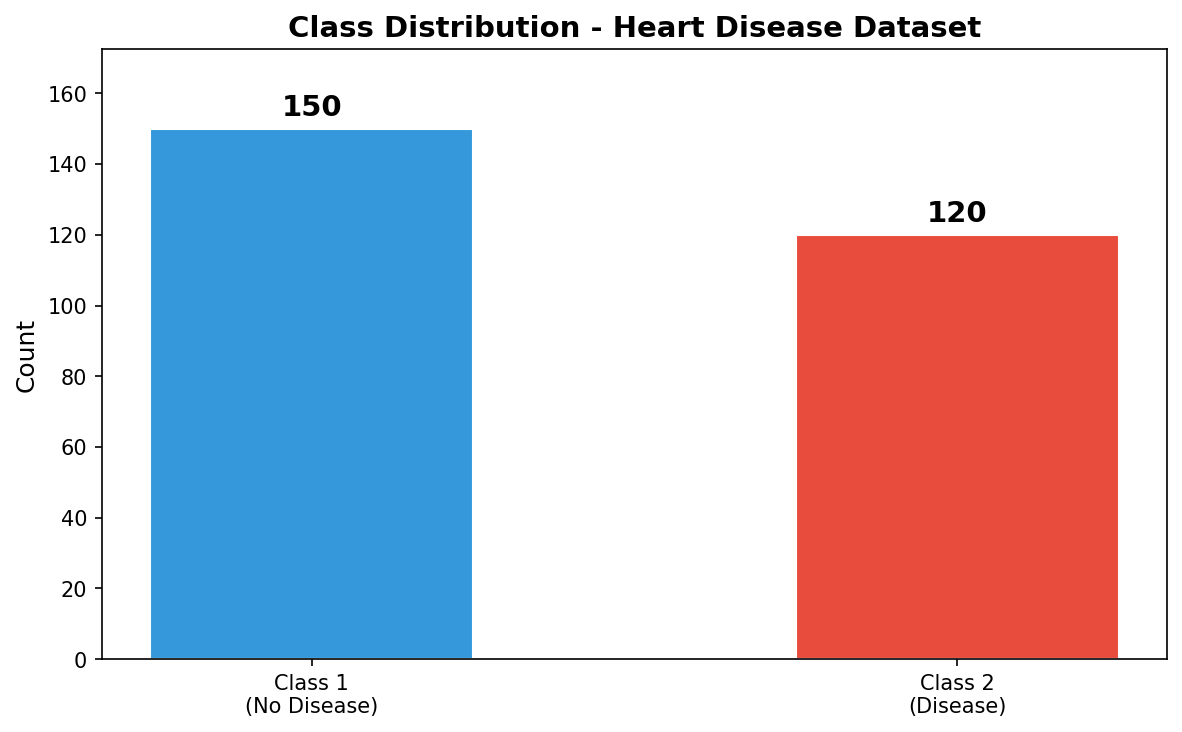 Class Distribution - Heart Disease Dataset
160
140
120
100
80
60
40
20
0
Count
150
120
Class 1
(No Disease)
Class 2
(Disease)